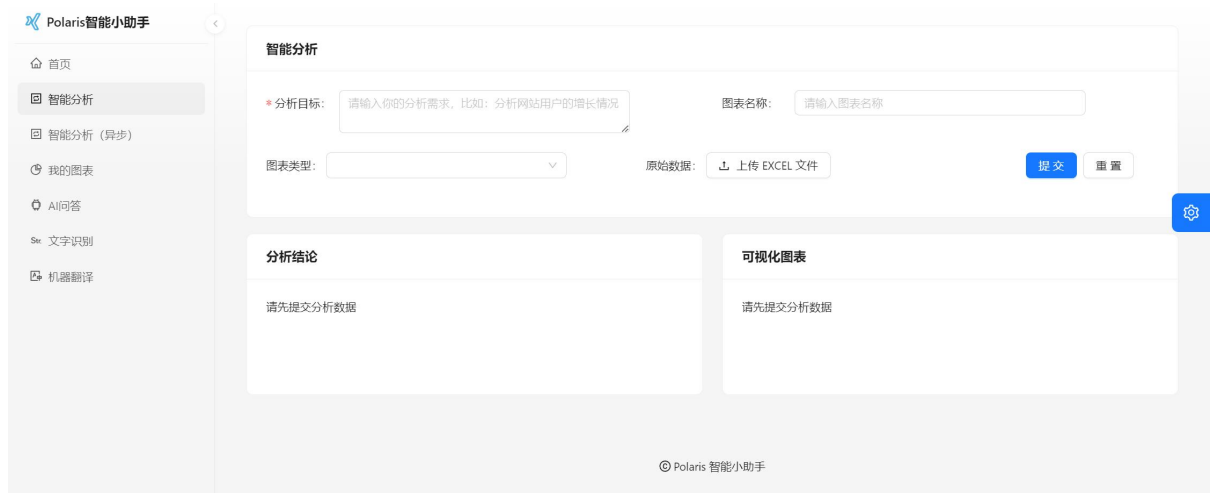 Polaris智能小助手
首页
智能分析
智能分析（异步）
我的图表
AI问答
文字识别
机器翻译
智能分析
* 分析目标： 请输入你的分析需求，比如：分析网站用户的增长情况 图表名称： 请输入图表名称
图表类型： 原始数据： 上传 EXCEL 文件 提 交 重 置
分析结论
请先提交分析数据
可视化图表
请先提交分析数据
© Polaris 智能小助手